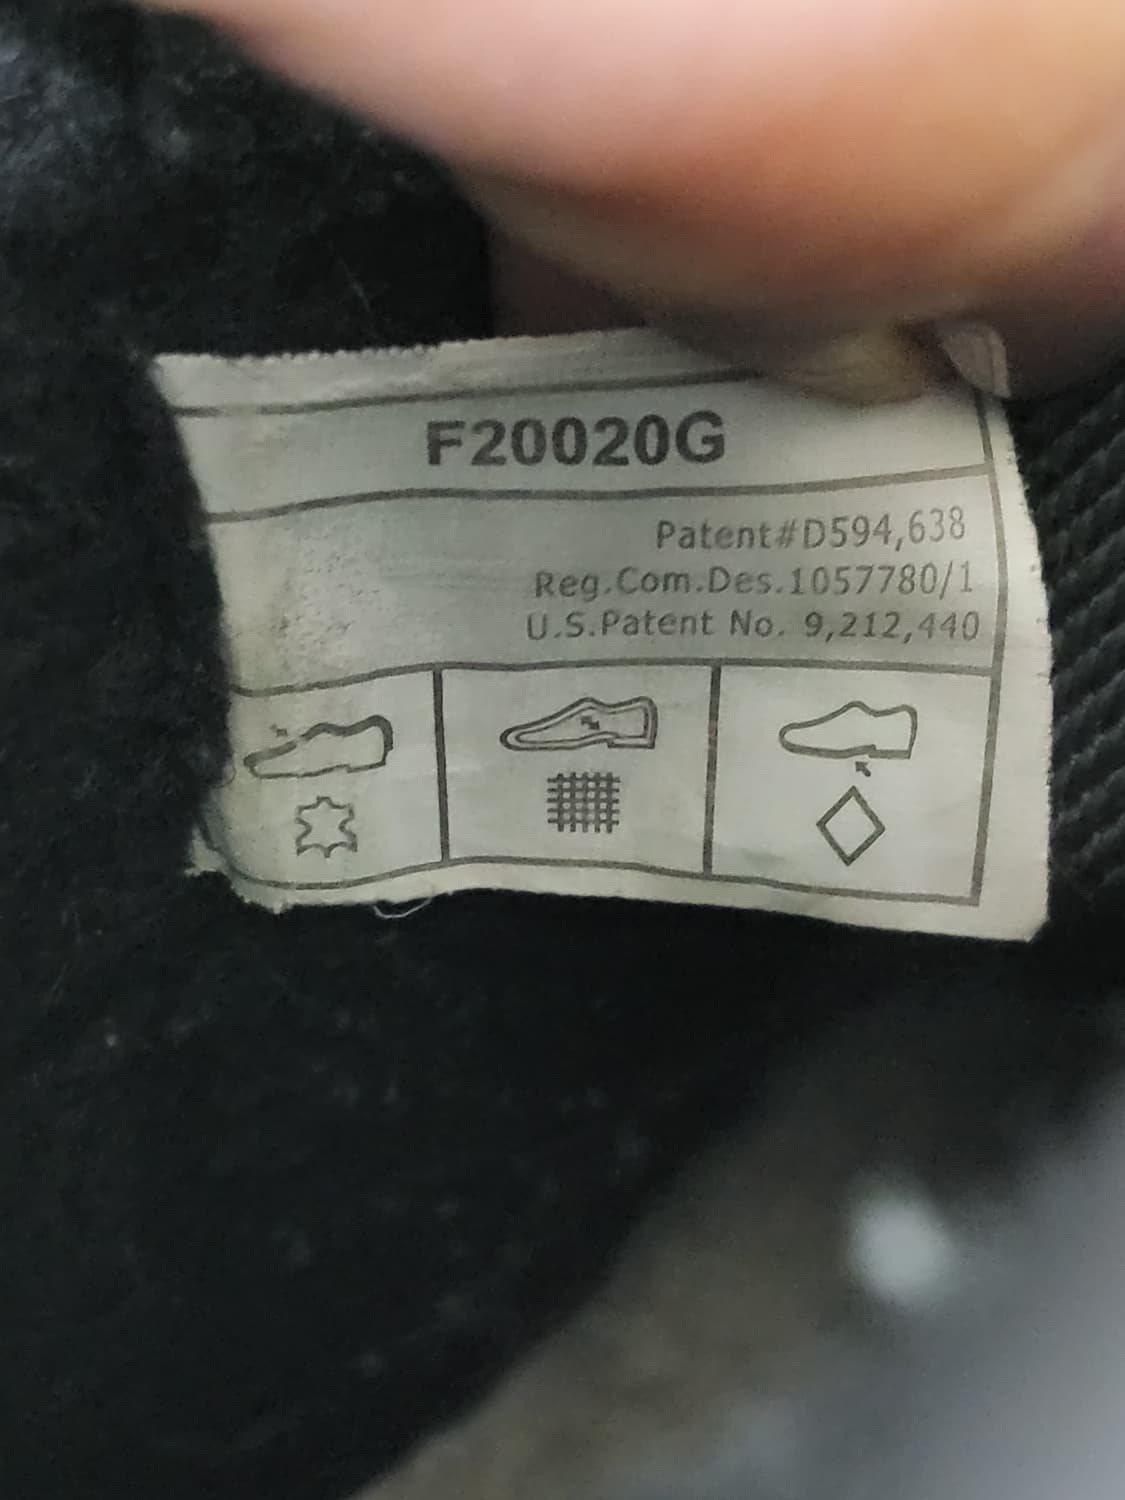 F20020G
Patent#D594,638
Reg.Com.Des.1057780/1
U.S.Patent No. 9,212,440